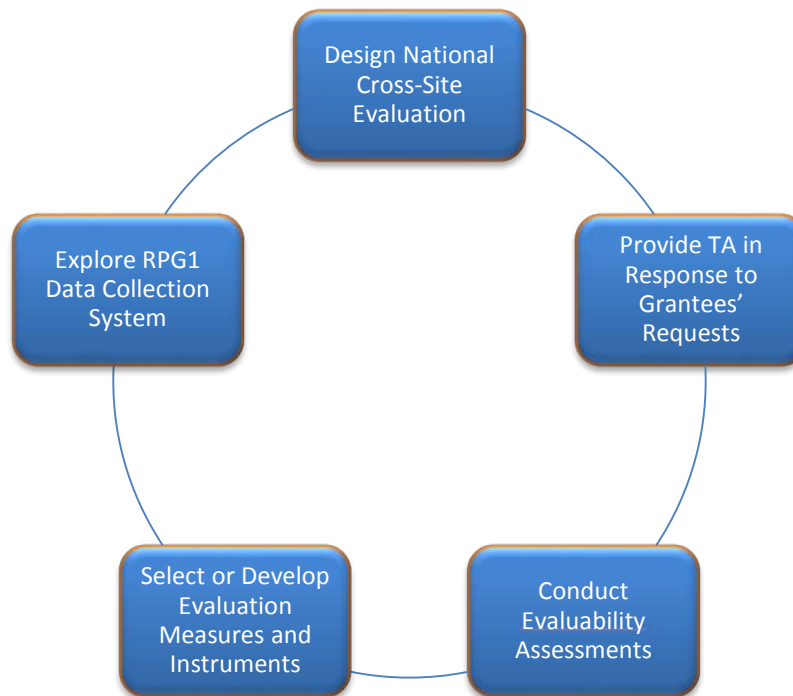 Design National
Cross-Site
Evaluation
Provide TA in
Response to
Grantees’
Requests
Conduct
Evaluability
Assessments
Select or Develop
Evaluation
Measures and
Instruments
Explore RPG1
Data Collection
System